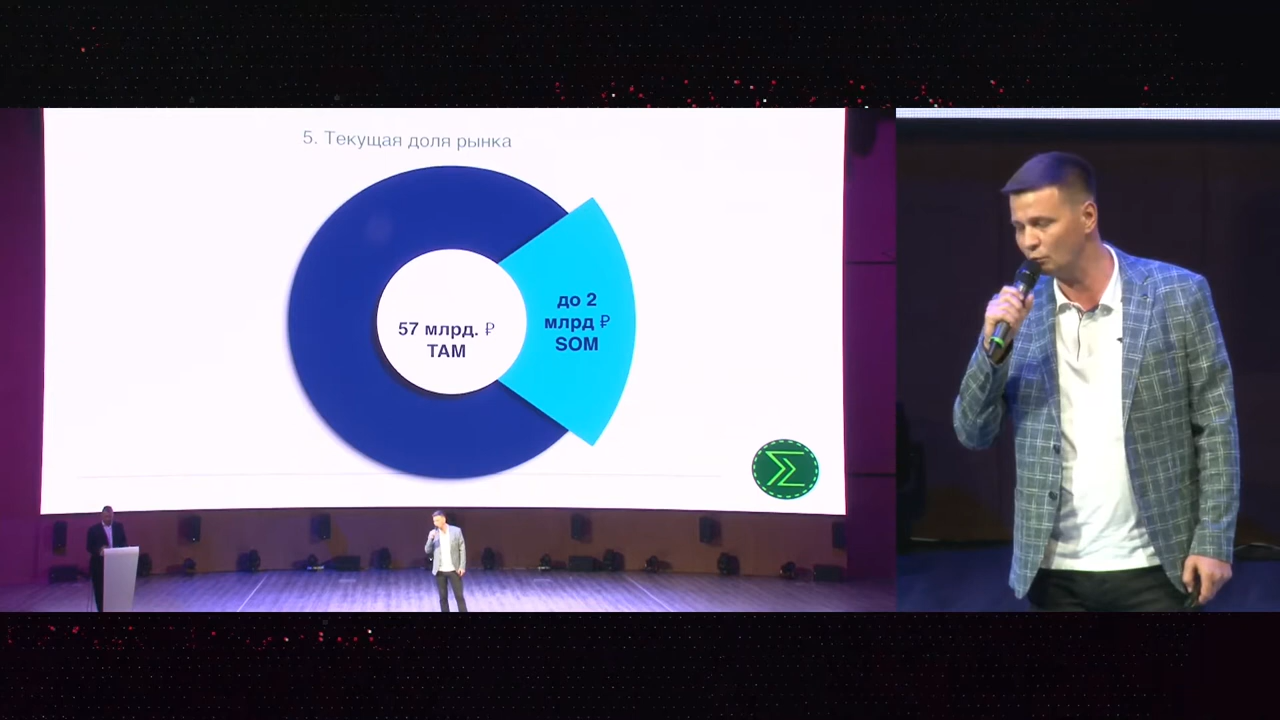 5. Текущая доля рынка
57 млрд. ₽
TAM
до 2
млрд ₽
SOM